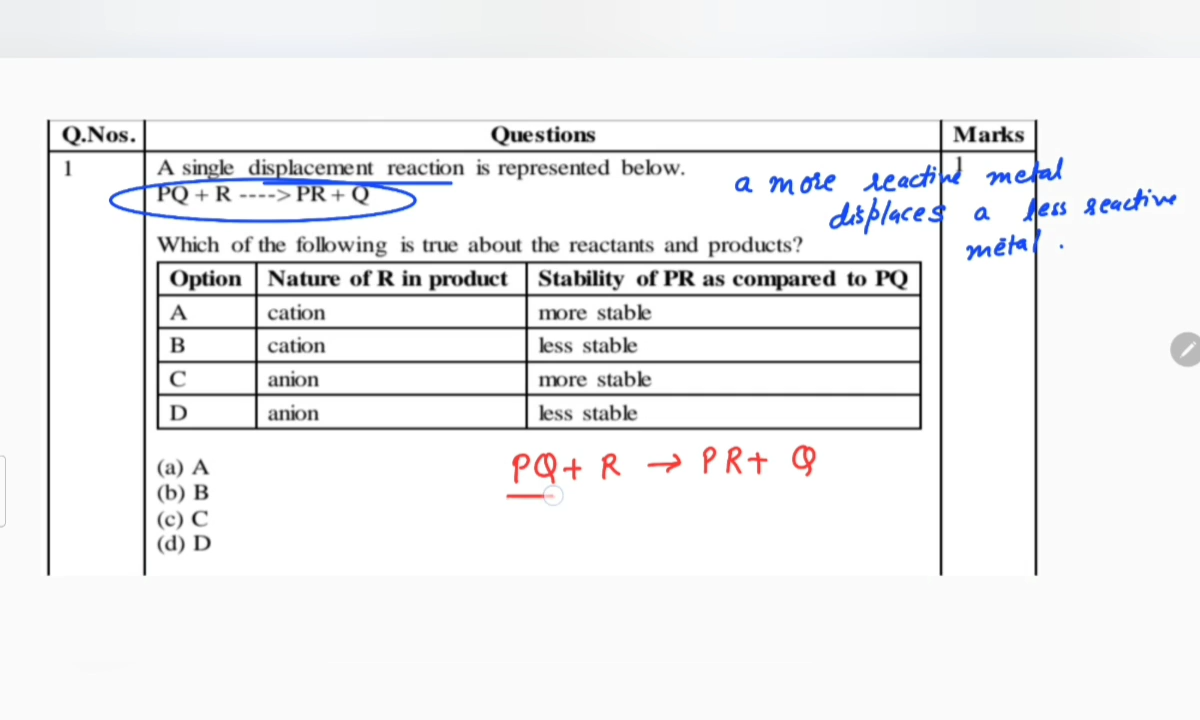 Q.Nos. Questions Marks
1 A single displacement reaction is represented below. 1
PQ + R ----> PR + Q
a more reactive metal
displaces a less reactive
metal.
Which of the following is true about the reactants and products?
Option Nature of R in product Stability of PR as compared to PQ
A cation more stable
B cation less stable
C anion more stable
D anion less stable
PQ + R → PR + Q
(a) A
(b) B
(c) C
(d) D